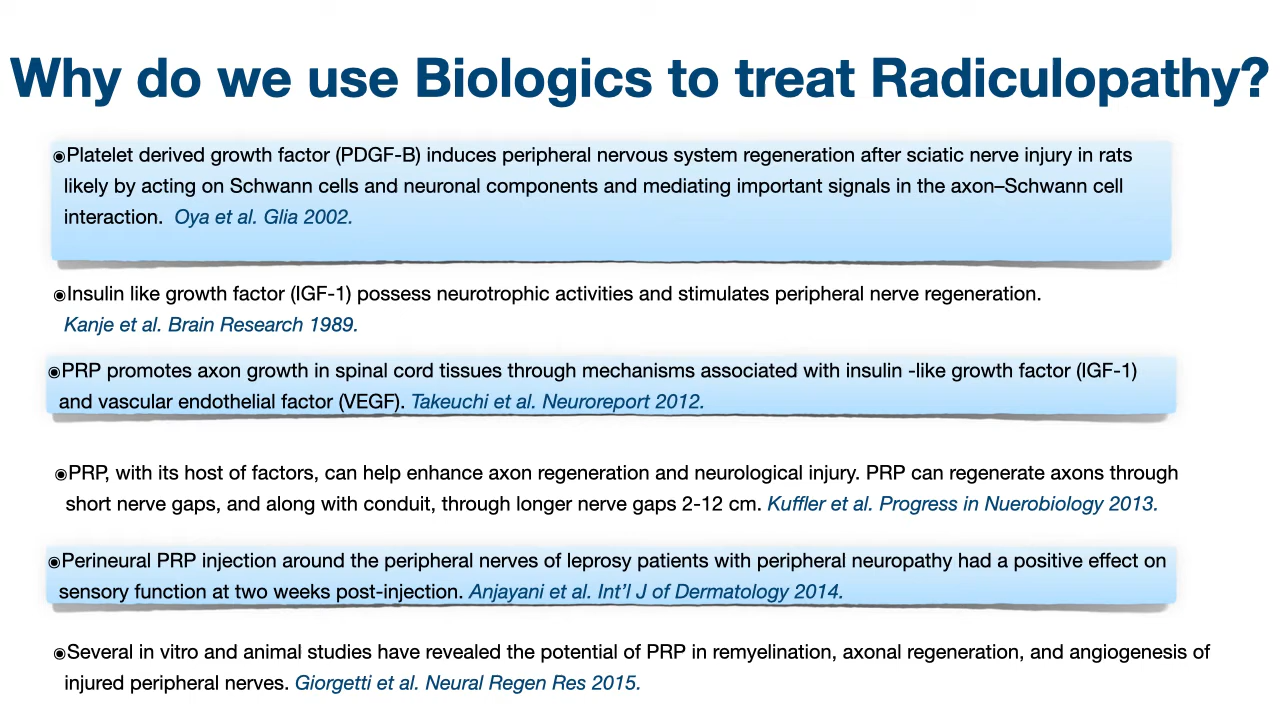 Why do we use Biologics to treat Radiculopathy?
◉Platelet derived growth factor (PDGF-B) induces peripheral nervous system regeneration after sciatic nerve injury in rats
likely by acting on Schwann cells and neuronal components and mediating important signals in the axon–Schwann cell
interaction. Oya et al. Glia 2002.
◉Insulin like growth factor (IGF-1) possess neurotrophic activities and stimulates peripheral nerve regeneration.
Kanje et al. Brain Research 1989.
◉PRP promotes axon growth in spinal cord tissues through mechanisms associated with insulin -like growth factor (IGF-1)
and vascular endothelial factor (VEGF). Takeuchi et al. Neuroreport 2012.
◉PRP, with its host of factors, can help enhance axon regeneration and neurological injury. PRP can regenerate axons through
short nerve gaps, and along with conduit, through longer nerve gaps 2-12 cm. Kuffler et al. Progress in Nuerobiology 2013.
◉Perineural PRP injection around the peripheral nerves of leprosy patients with peripheral neuropathy had a positive effect on
sensory function at two weeks post-injection. Anjayani et al. Int’l J of Dermatology 2014.
◉Several in vitro and animal studies have revealed the potential of PRP in remyelination, axonal regeneration, and angiogenesis of
injured peripheral nerves. Giorgetti et al. Neural Regen Res 2015.